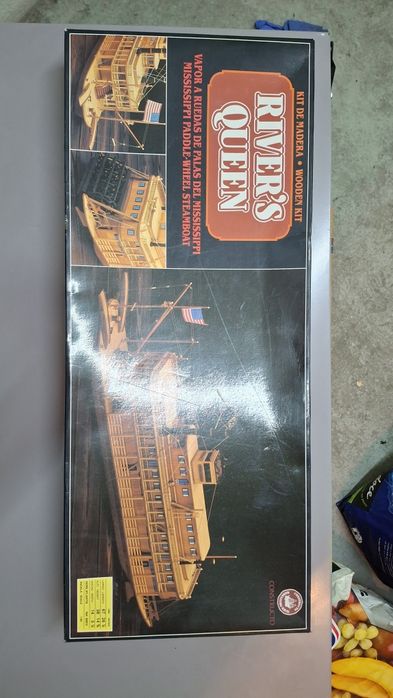 KIT DE MADERA • WOODEN KIT
RIVER'S
QUEEN
VAPOR A RUEDAS DE PALAS DEL MISSISSIPPI
MISSISSIPPI PADDLE-WHEEL STEAMBOAT
CONSTRUCTO